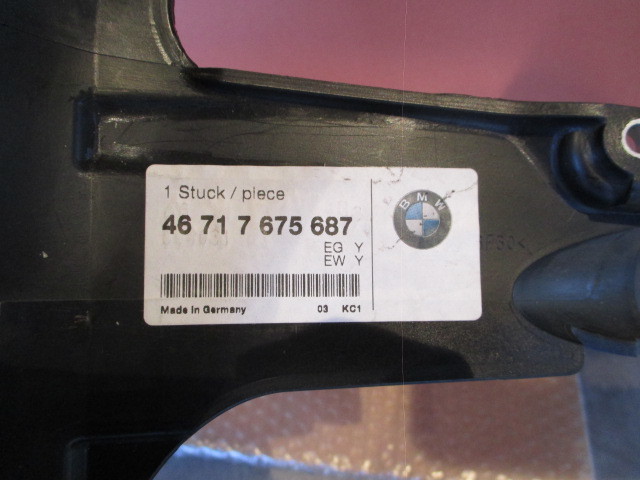 1 Stuck / piece
46 71 7 675 687
EG Y
EW Y
Made in Germany 03 KC1
BMW